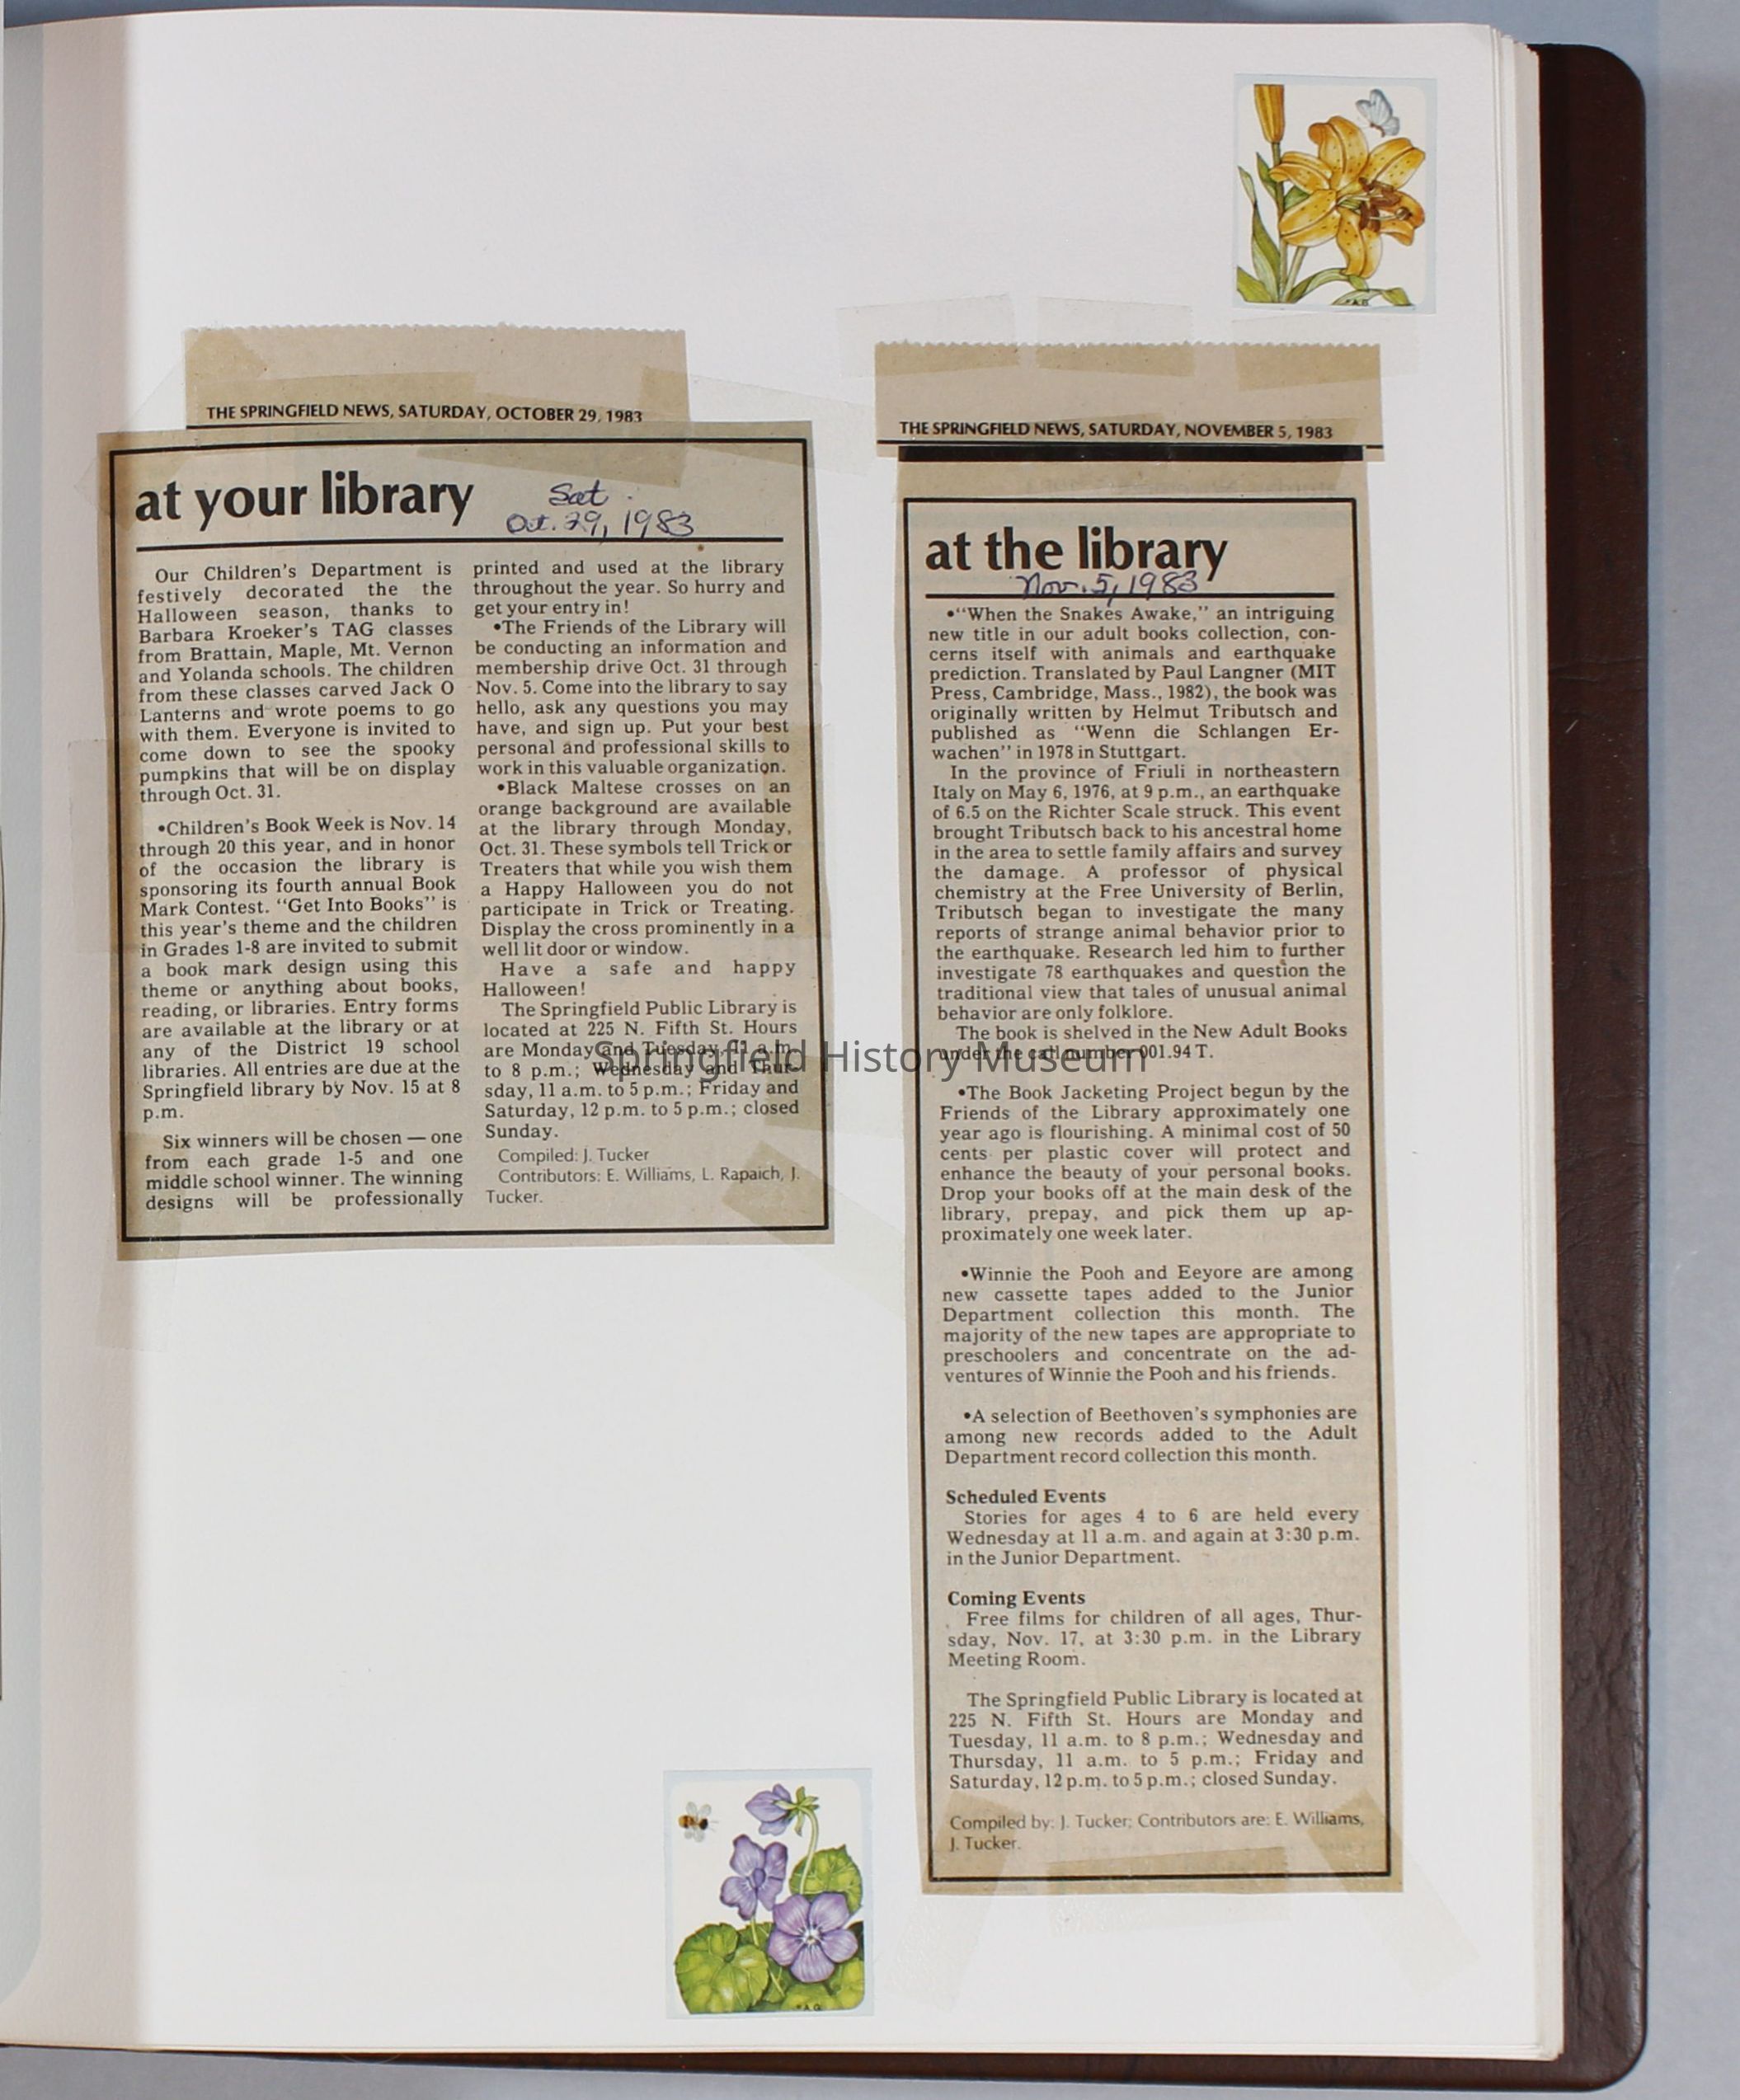 THE SPRINGFIELD NEWS, SATURDAY, OCTOBER 29, 1983
at your library
Sat.
Oct. 29, 1983
Our Children's Department is
festively decorated the the
Halloween season, thanks to
Barbara Kroeker's TAG classes
from Brattain, Maple, Mt. Vernon
and Yolanda schools. The children
from these classes carved Jack O
Lanterns and wrote poems to go
with them. Everyone is invited to
come down to see the spooky
pumpkins that will be on display
through Oct. 31.
•Children's Book Week is Nov. 14
through 20 this year, and in honor
of the occasion the library is
sponsoring its fourth annual Book
Mark Contest. "Get Into Books" is
this year's theme and the children
in Grades 1-8 are invited to submit
a book mark design using this
theme or anything about books,
reading, or libraries. Entry forms
are available at the library or at
any of the District 19 school
libraries. All entries are due at the
Springfield library by Nov. 15 at 8
p.m.
Six winners will be chosen — one
from each grade 1-5 and one
middle school winner. The winning
designs will be professionally
printed and used at the library
throughout the year. So hurry and
get your entry in!
•The Friends of the Library will
be conducting an information and
membership drive Oct. 31 through
Nov. 5. Come into the library to say
hello, ask any questions you may
have, and sign up. Put your best
personal and professional skills to
work in this valuable organization.
•Black Maltese crosses on an
orange background are available
at the library through Monday,
Oct. 31. These symbols tell Trick or
Treaters that while you wish them
a Happy Halloween you do not
participate in Trick or Treating.
Display the cross prominently in a
well lit door or window.
Have a safe and happy
Halloween!
The Springfield Public Library is
located at 225 N. Fifth St. Hours
are Monday and Tuesday, 11 a.m.
to 8 p.m.; Wednesday and Thur-
sday, 11 a.m. to 5 p.m.; Friday and
Saturday, 12 p.m. to 5 p.m.; closed
Sunday.
Compiled: J. Tucker
Contributors: E. Williams, L. Rapaich, J.
Tucker.
THE SPRINGFIELD NEWS, SATURDAY, NOVEMBER 5, 1983
at the library
Nov. 5, 1983
•"When the Snakes Awake," an intriguing
new title in our adult books collection, con-
cerns itself with animals and earthquake
prediction. Translated by Paul Langner (MIT
Press, Cambridge, Mass., 1982), the book was
originally written by Helmut Tributsch and
published as "Wenn die Schlangen Er-
wachen" in 1978 in Stuttgart.
In the province of Friuli in northeastern
Italy on May 6, 1976, at 9 p.m., an earthquake
of 6.5 on the Richter Scale struck. This event
brought Tributsch back to his ancestral home
in the area to settle family affairs and survey
the damage. A professor of physical
chemistry at the Free University of Berlin,
Tributsch began to investigate the many
reports of strange animal behavior prior to
the earthquake. Research led him to further
investigate 78 earthquakes and question the
traditional view that tales of unusual animal
behavior are only folklore.
The book is shelved in the New Adult Books
under the call number 001.94 T.
•The Book Jacketing Project begun by the
Friends of the Library approximately one
year ago is flourishing. A minimal cost of 50
cents per plastic cover will protect and
enhance the beauty of your personal books.
Drop your books off at the main desk of the
library, prepay, and pick them up ap-
proximately one week later.
•Winnie the Pooh and Eeyore are among
new cassette tapes added to the Junior
Department collection this month. The
majority of the new tapes are appropriate to
preschoolers and concentrate on the ad-
ventures of Winnie the Pooh and his friends.
•A selection of Beethoven's symphonies are
among new records added to the Adult
Department record collection this month.
Scheduled Events
Stories for ages 4 to 6 are held every
Wednesday at 11 a.m. and again at 3:30 p.m.
in the Junior Department.
Coming Events
Free films for children of all ages, Thur-
sday, Nov. 17, at 3:30 p.m. in the Library
Meeting Room.
The Springfield Public Library is located at
225 N. Fifth St. Hours are Monday and
Tuesday, 11 a.m. to 8 p.m.; Wednesday and
Thursday, 11 a.m. to 5 p.m.; Friday and
Saturday, 12 p.m. to 5 p.m.; closed Sunday.
Compiled by: J. Tucker; Contributors are: E. Williams,
J. Tucker.
Springfield History Museum